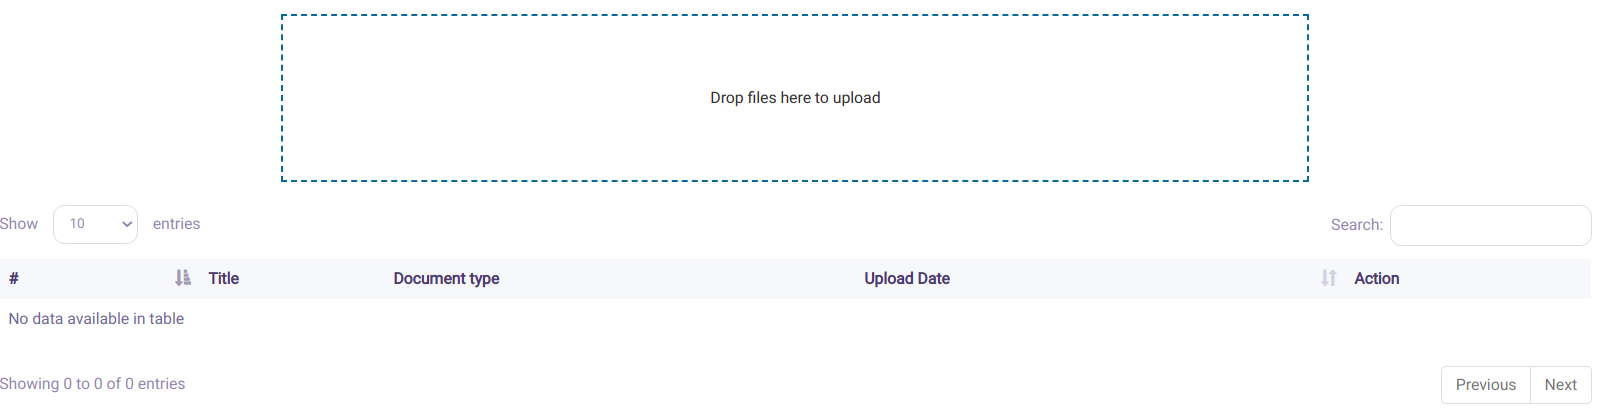 Drop files here to upload
Show 10 entries Search:
# Title Document type Upload Date Action
No data available in table
Showing 0 to 0 of 0 entries Previous Next